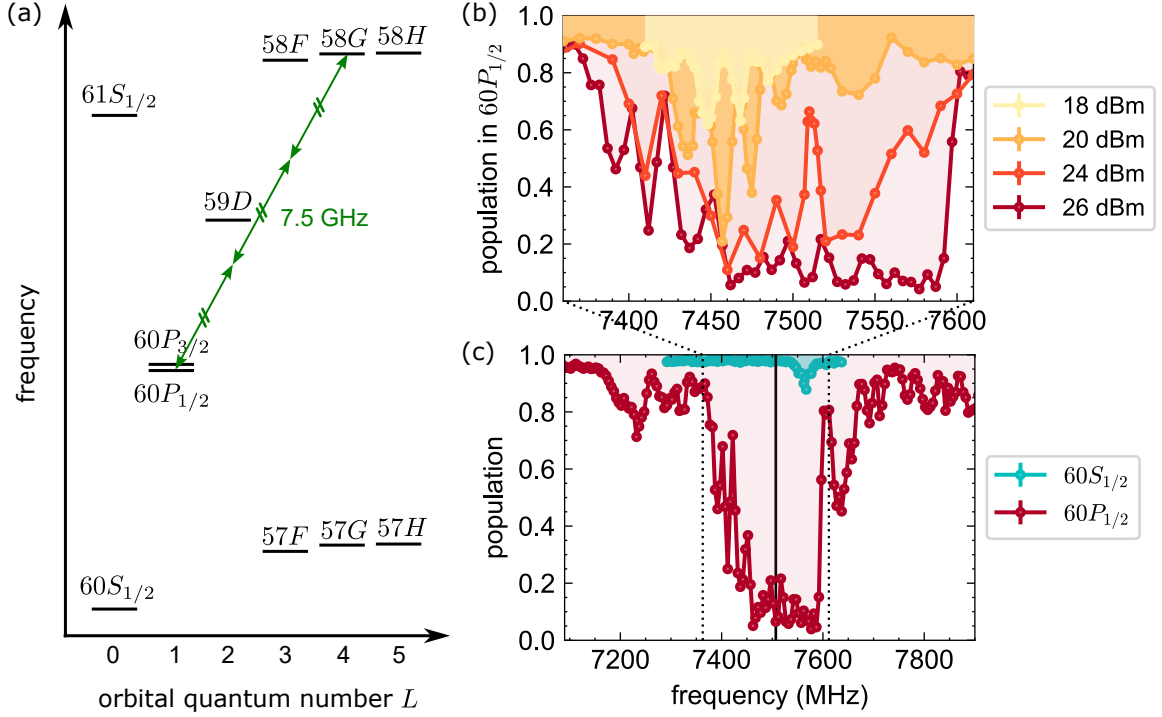 (a)
58F 58G 58H
61S1/2
59D
7.5 GHz
60P3/2
60P1/2
57F 57G 57H
60S1/2
frequency
0 1 2 3 4 5
orbital quantum number L
(b)
population in 60P1/2
1.0
0.8
0.6
0.4
0.2
0.0
7400 7450 7500 7550 7600
18 dBm
20 dBm
24 dBm
26 dBm
(c)
population
1.0
0.8
0.6
0.4
0.2
0.0
7200 7400 7600 7800
frequency (MHz)
60S1/2
60P1/2